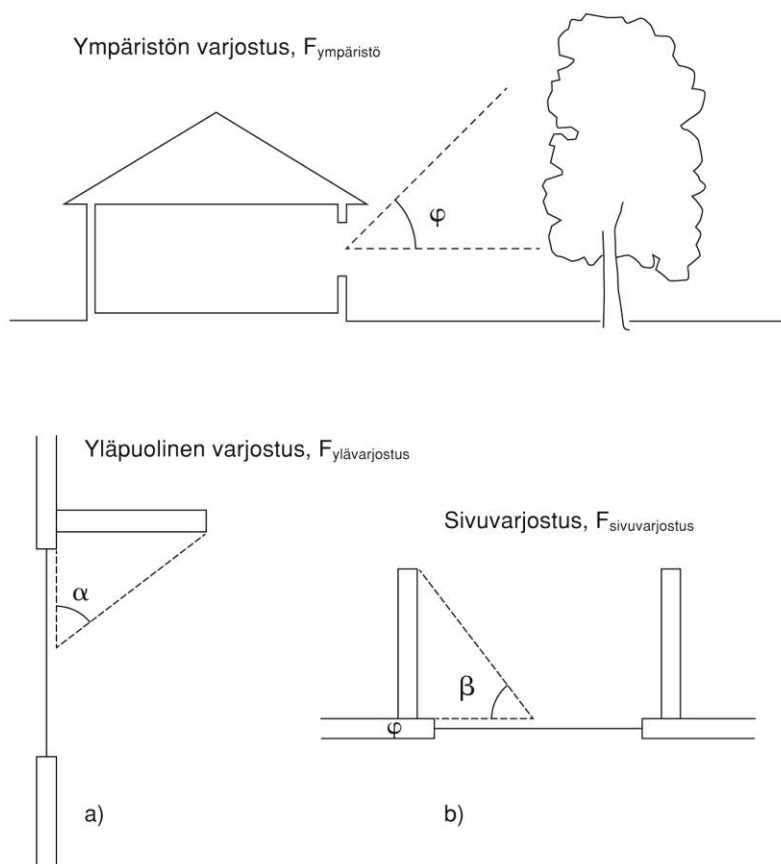 Ympäristön varjostus, Fympäristö
φ
Yläpuolinen varjostus, Fylävarjostus
Sivuvarjostus, Fsivuvarjostus
α
β
φ
a)
b)